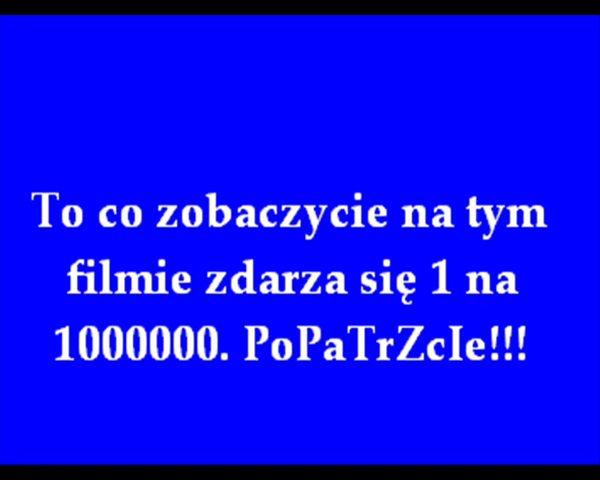 To co zobaczycie na tym
filmie zdarza się 1 na
1000000. PoPaTrZcIe!!!